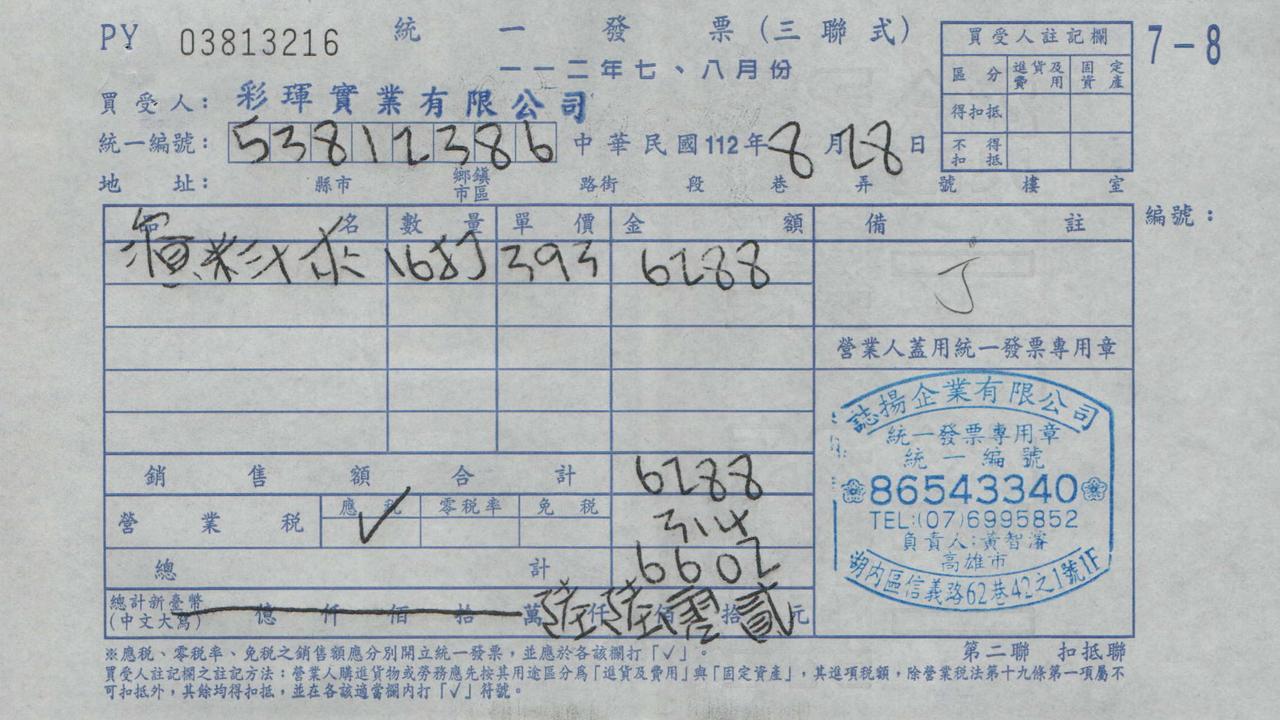 PY 03813216 統一發票(三聯式) 7-8
一一二年七、八月份
買受人: 彩琿實業有限公司
統一編號: 53812386 中華民國112年8月28日
地址: 縣市 鄉鎮市區 路街 段 巷 弄 號 樓 室
買受人註記欄
區分 進貨及費用 固定資產
得扣抵
不得扣抵
名 數量 單價 金額 備註 編號:
16打 393 6288
營業人蓋用統一發票專用章
銷售額合計 6288
營業稅 應稅 ✓ 零稅率 免稅 314
總計 6602
總計新臺幣(中文大寫) 億 仟 佰 拾 萬 陸仟陸佰零拾貳元
誌揚企業有限公司
統一發票專用章
統一編號
86543340
TEL:(07)6995852
負責人:黃智濬
高雄市
湖內區信義路62巷42之1號1F
※應稅、零稅率、免稅之銷售額應分別開立統一發票,並應於各該欄打「✓」。 第二聯 扣抵聯
買受人註記欄之註記方法:營業人購進貨物或勞務應先按其用途區分為「進貨及費用」與「固定資產」,其進項稅額,除營業稅法第十九條第一項屬不
可扣抵外,其餘均得扣抵,並在各該適當欄內打「✓」符號。